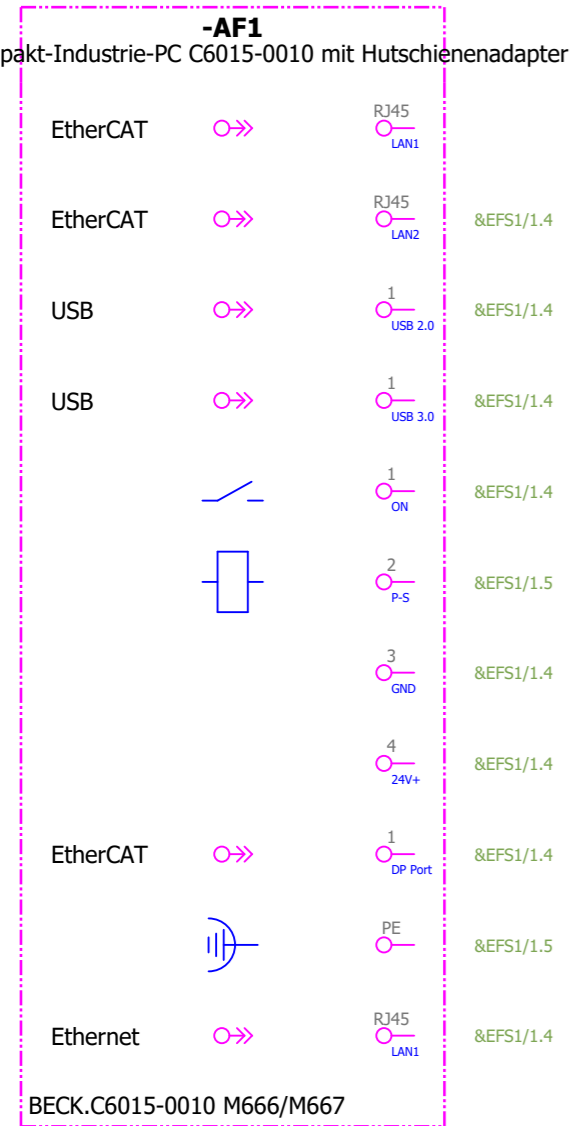 -AF1
pakt-Industrie-PC C6015-0010 mit Hutschienenadapter
RJ45
EtherCAT
LAN1
RJ45
EtherCAT
LAN2
&EFS1/1.4
1
USB
USB 2.0
&EFS1/1.4
1
USB
USB 3.0
&EFS1/1.4
1
ON
&EFS1/1.4
2
P-S
&EFS1/1.5
3
GND
&EFS1/1.4
4
24V+
&EFS1/1.4
1
EtherCAT
DP Port
&EFS1/1.4
PE
&EFS1/1.5
RJ45
Ethernet
LAN1
&EFS1/1.4
BECK.C6015-0010 M666/M667